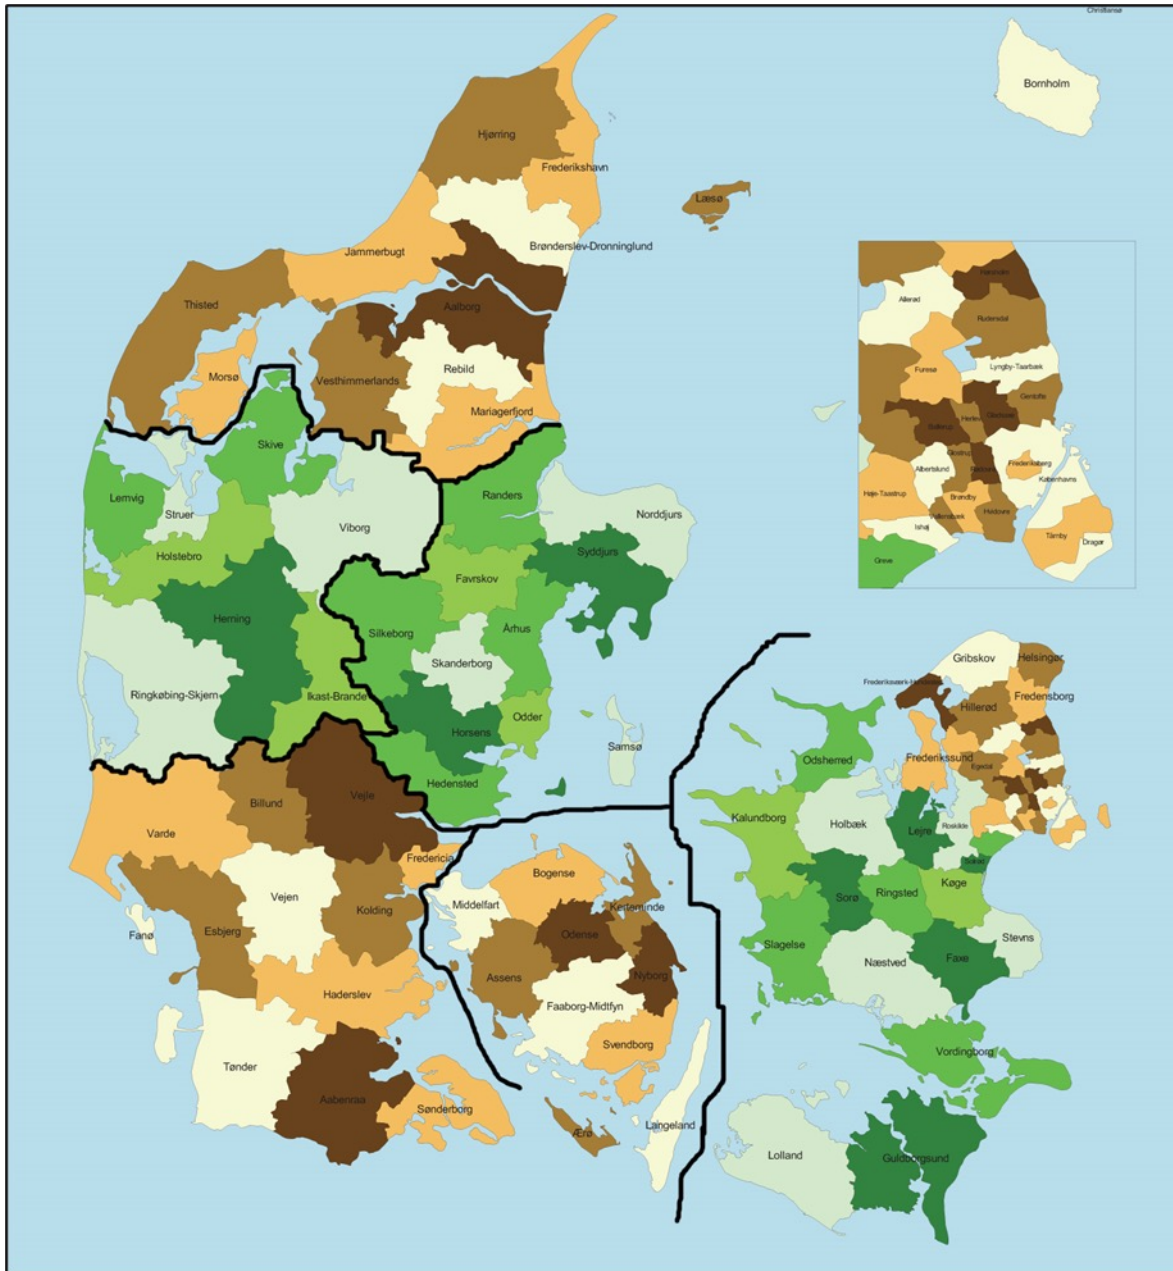 Christiansø
Bornholm
Hjørring
Frederikshavn
Læsø
Brønderslev-Dronninglund
Jammerbugt
Thisted
Aalborg
Rebild
Morsø
Vesthimmerlands
Mariagerfjord
Skive
Lemvig
Struer
Viborg
Randers
Norddjurs
Holstebro
Syddjurs
Favrskov
Herning
Silkeborg
Århus
Skanderborg
Ringkøbing-Skjern
Ikast-Brande
Odder
Horsens
Samsø
Hedensted
Vejle
Billund
Varde
Fredericia
Vejen
Kolding
Esbjerg
Fanø
Haderslev
Tønder
Aabenraa
Sønderborg
Bogense
Middelfart
Kerteminde
Odense
Assens
Nyborg
Faaborg-Midtfyn
Svendborg
Ærø
Langeland
Hørsholm
Allerød
Rudersdal
Furesø
Lyngby-Taarbæk
Gentofte
Ballerup
Herlev
Gladsaxe
Glostrup
Albertslund
Rødovre
Frederiksberg
Københavns
Høje-Taastrup
Brøndby
Vallensbæk
Hvidovre
Ishøj
Tårnby
Dragør
Greve
Gribskov
Helsingør
Hillerød
Fredensborg
Frederikssund
Odsherred
Egedal
Kalundborg
Holbæk
Lejre
Roskilde
Solrød
Sorø
Ringsted
Køge
Slagelse
Næstved
Faxe
Stevns
Vordingborg
Lolland
Guldborgsund